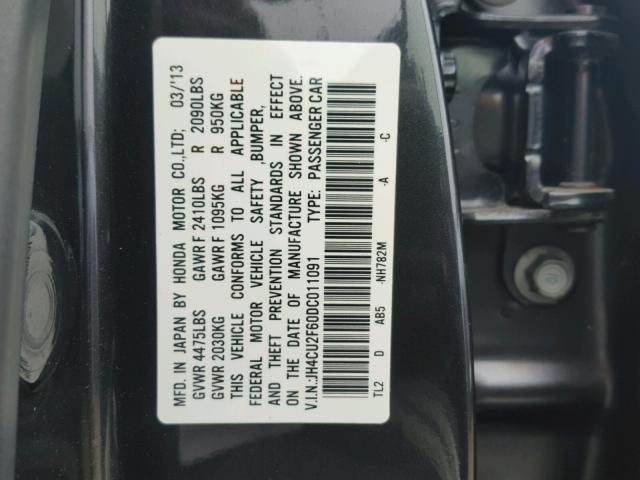 MFD. IN JAPAN BY HONDA MOTOR CO.,LTD; 03/'13
GVWR 4475LBS GAWR F 2410LBS R 2090LBS
GVWR 2030KG GAWR F 1095KG R 950KG
THIS VEHICLE CONFORMS TO ALL APPLICABLE
FEDERAL MOTOR VEHICLE SAFETY ,BUMPER,
AND THEFT PREVENTION STANDARDS IN EFFECT
ON THE DATE OF MANUFACTURE SHOWN ABOVE.
V.I.N.:JH4CU2F60DC011091 TYPE: PASSENGER CAR
TL2 D AB5 -NH782M -A -C